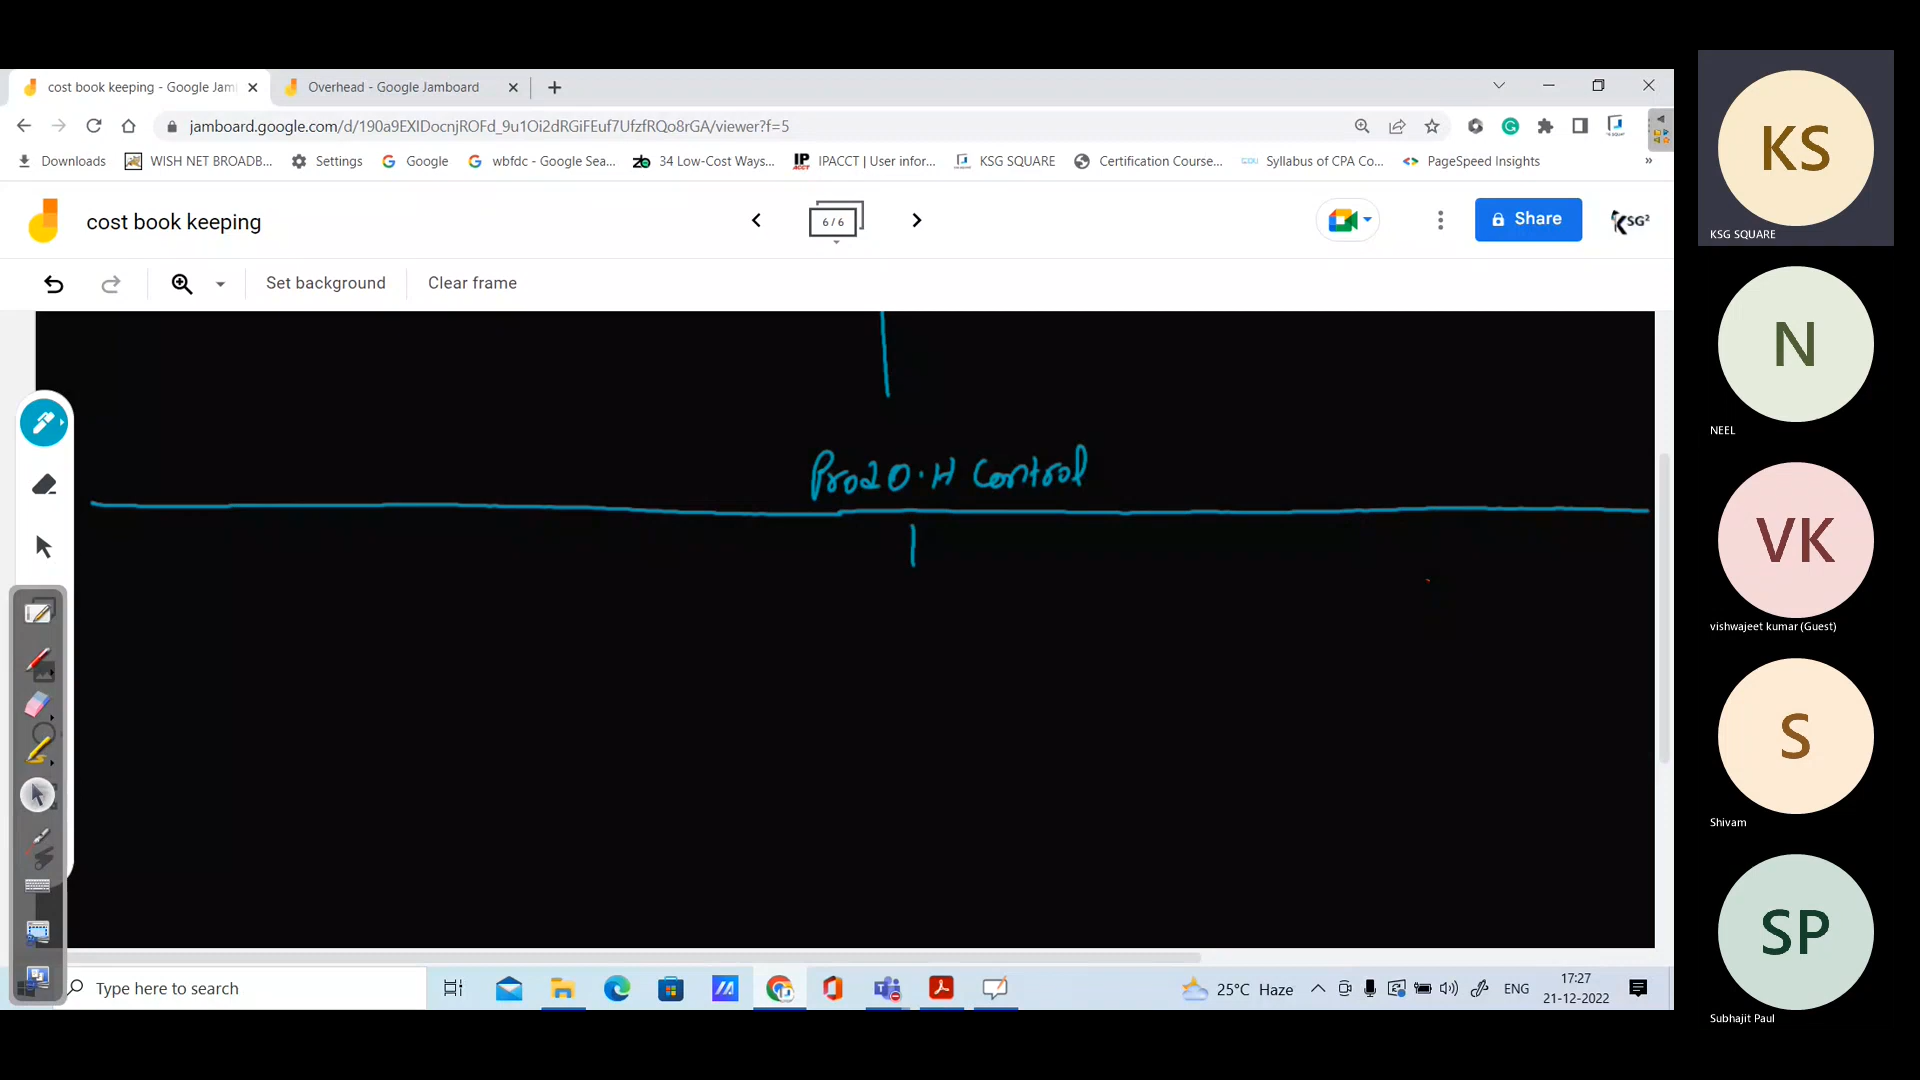 cost book keeping - Google Jam
Overhead - Google Jamboard
jamboard.google.com/d/190a9EXIDocnjROFd_9u1Oi2dRGiFEuf7UfzfRQo8rGA/viewer?f=5
Downloads
WISH NET BROADB...
Settings
Google
wbfdc - Google Sea...
34 Low-Cost Ways...
IPACCT | User infor...
KSG SQUARE
Certification Course...
Syllabus of CPA Co...
PageSpeed Insights
cost book keeping
6 / 6
Share
KSG²
Set background
Clear frame
Prod O.H Control
Type here to search
25°C Haze
ENG
17:27
21-12-2022
KS
KSG SQUARE
N
NEEL
VK
vishwajeet kumar (Guest)
S
Shivam
SP
Subhajit Paul